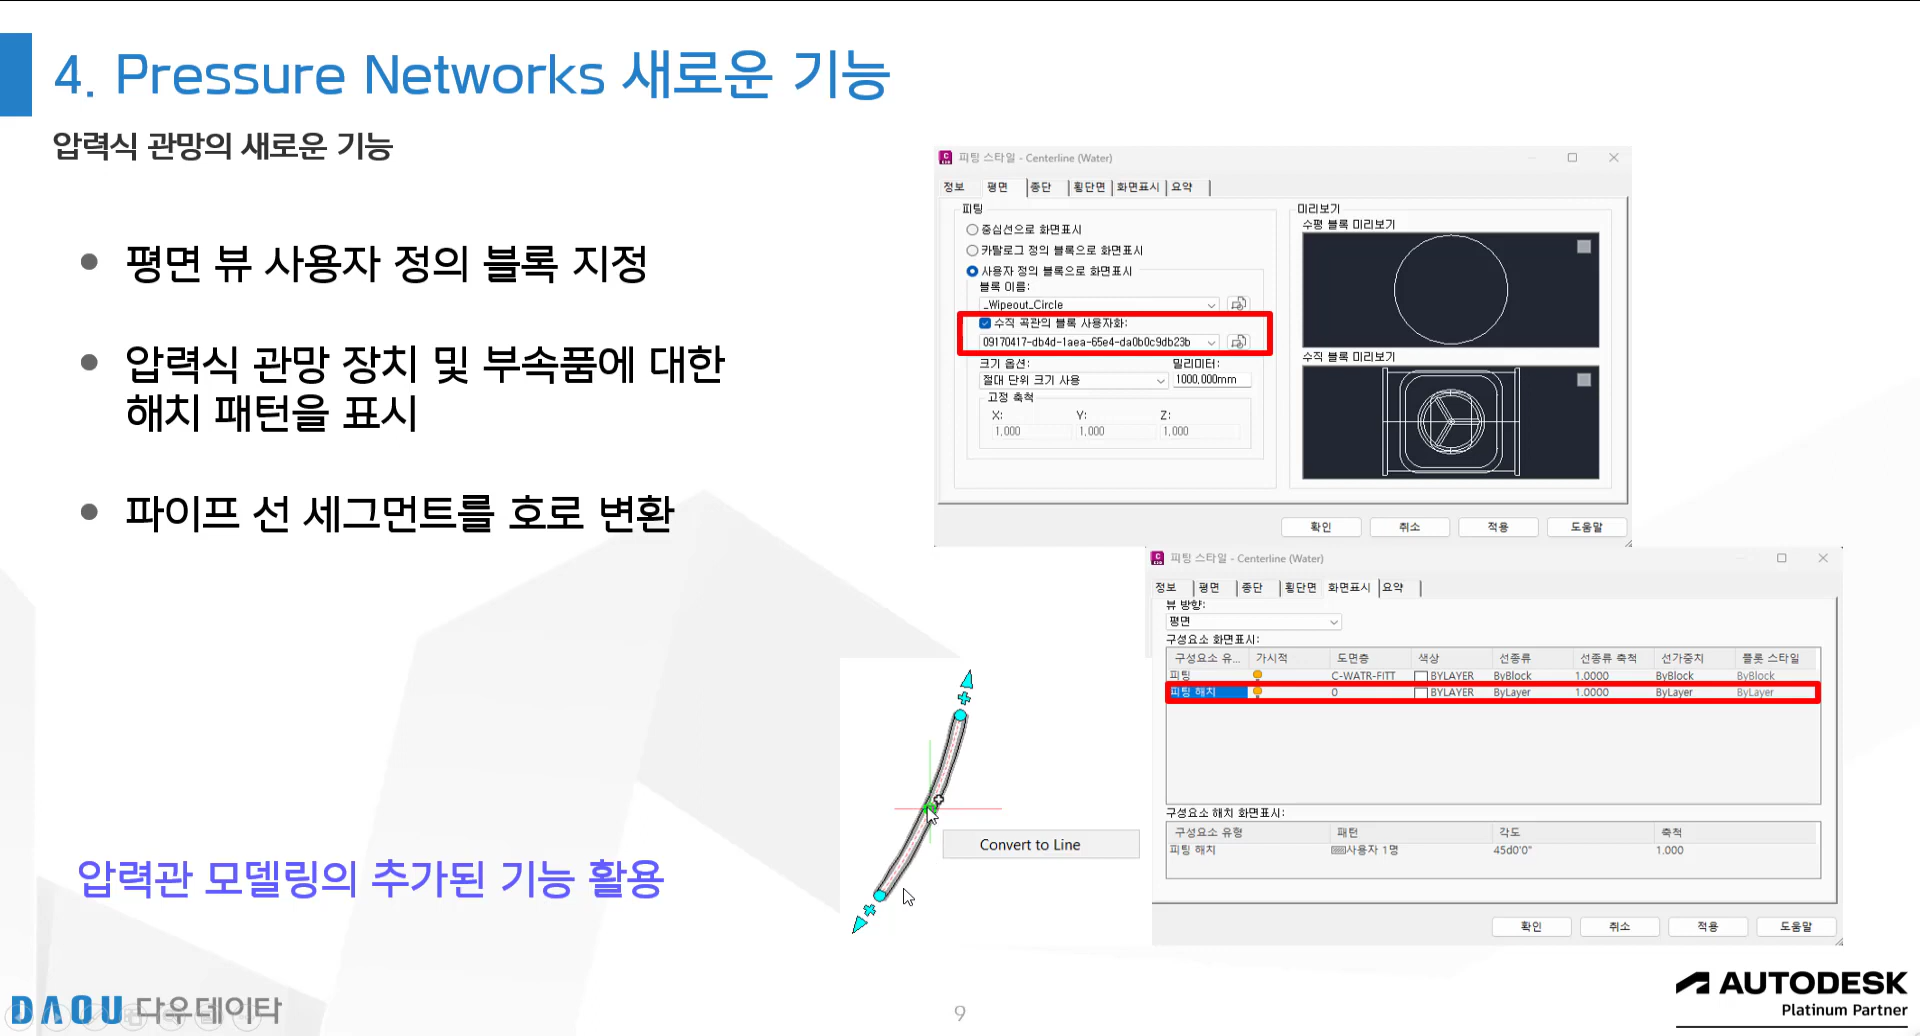 4. Pressure Networks 새로운 기능
압력식 관망의 새로운 기능
평면 뷰 사용자 정의 블록 지정
압력식 관망 장치 및 부속품에 대한
해치 패턴을 표시
파이프 선 세그먼트를 호로 변환
압력관 모델링의 추가된 기능 활용
피팅 스타일 - Centerline (Water)
정보 평면 종단 횡단면 화면표시 요약
피팅
중심선으로 화면표시
카탈로그 정의 블록으로 화면표시
사용자 정의 블록으로 화면표시
블록 이름:
_Wipeout_Circle
수직 곡관의 블록 사용자화:
09170417-db4d-1aea-65e4-da0b0c9db23b
크기 옵션: 밀리미터:
절대 단위 크기 사용 1000.000mm
고정 축척
X: Y: Z:
1.000 1.000 1.000
미리보기
수평 블록 미리보기
수직 블록 미리보기
확인 취소 적용 도움말
피팅 스타일 - Centerline (Water)
정보 평면 종단 횡단면 화면표시 요약
뷰 방향:
평면
구성요소 화면표시:
구성요소 유... 가시적 도면층 색상 선종류 선종류 축척 선가중치 플롯 스타일
피팅 C-WATR-FITT BYLAYER ByBlock 1.0000 ByBlock ByBlock
피팅 해치 0 BYLAYER ByLayer 1.0000 ByLayer ByLayer
구성요소 해치 화면표시:
구성요소 유형 패턴 각도 축척
피팅 해치 사용자 1명 45d0'0" 1.000
확인 취소 적용 도움말
Convert to Line
DAOU 다우데이타
9
AUTODESK
Platinum Partner